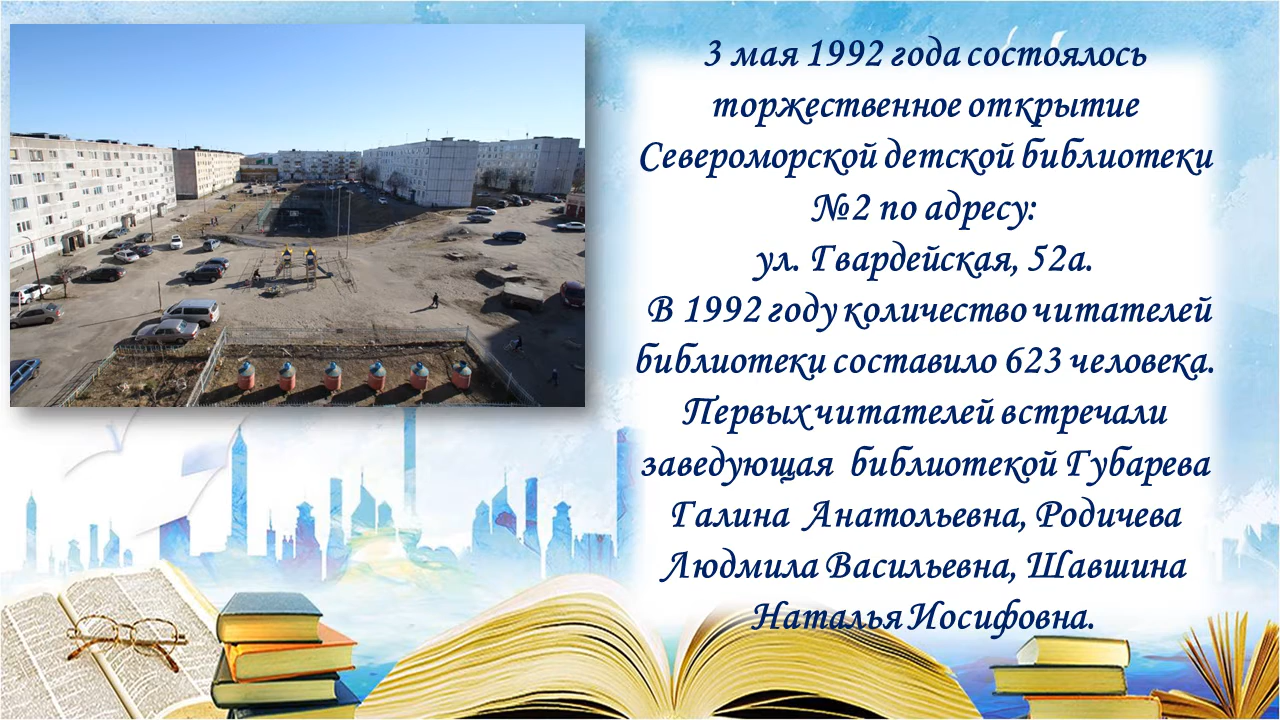 3 мая 1992 года состоялось
торжественное открытие
Североморской детской библиотеки
№2 по адресу:
ул. Гвардейская, 52а.
В 1992 году количество читателей
библиотеки составило 623 человека.
Первых читателей встречали
заведующая библиотекой Губарева
Галина Анатольевна, Родичева
Людмила Васильевна, Шавшина
Наталья Иосифовна.